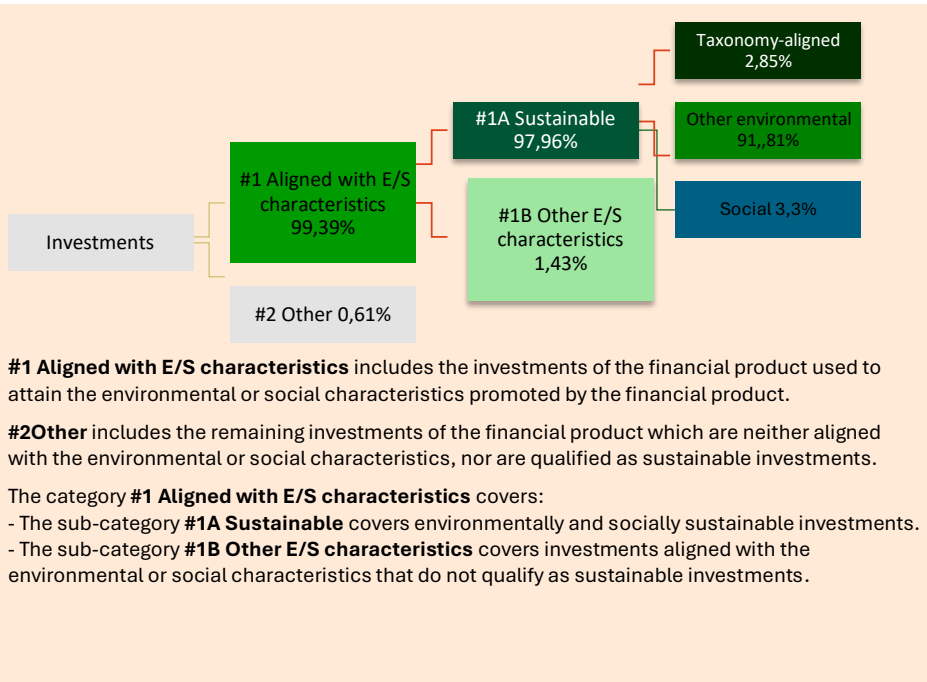 Taxonomy-aligned
2,85%
#1A Sustainable
97,96%
Other environmental
91,,81%
#1 Aligned with E/S
characteristics
99,39%
#1B Other E/S
characteristics
1,43%
Social 3,3%
Investments
#2 Other 0,61%
#1 Aligned with E/S characteristics includes the investments of the financial product used to
attain the environmental or social characteristics promoted by the financial product.
#2Other includes the remaining investments of the financial product which are neither aligned
with the environmental or social characteristics, nor are qualified as sustainable investments.
The category #1 Aligned with E/S characteristics covers:
- The sub-category #1A Sustainable covers environmentally and socially sustainable investments.
- The sub-category #1B Other E/S characteristics covers investments aligned with the
environmental or social characteristics that do not qualify as sustainable investments.